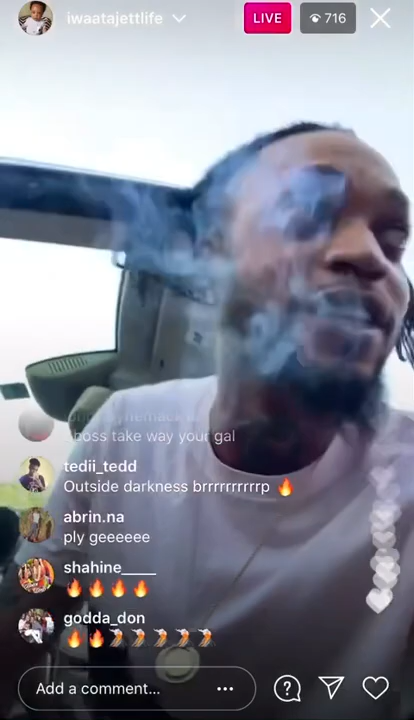 iwaatajettlife
LIVE
716
boss take way your gal
tedii_tedd
Outside darkness brrrrrrrrrrp 🔥
abrin.na
ply geeeeee
shahine_____
🔥🔥🔥🔥
godda_don
Add a comment...